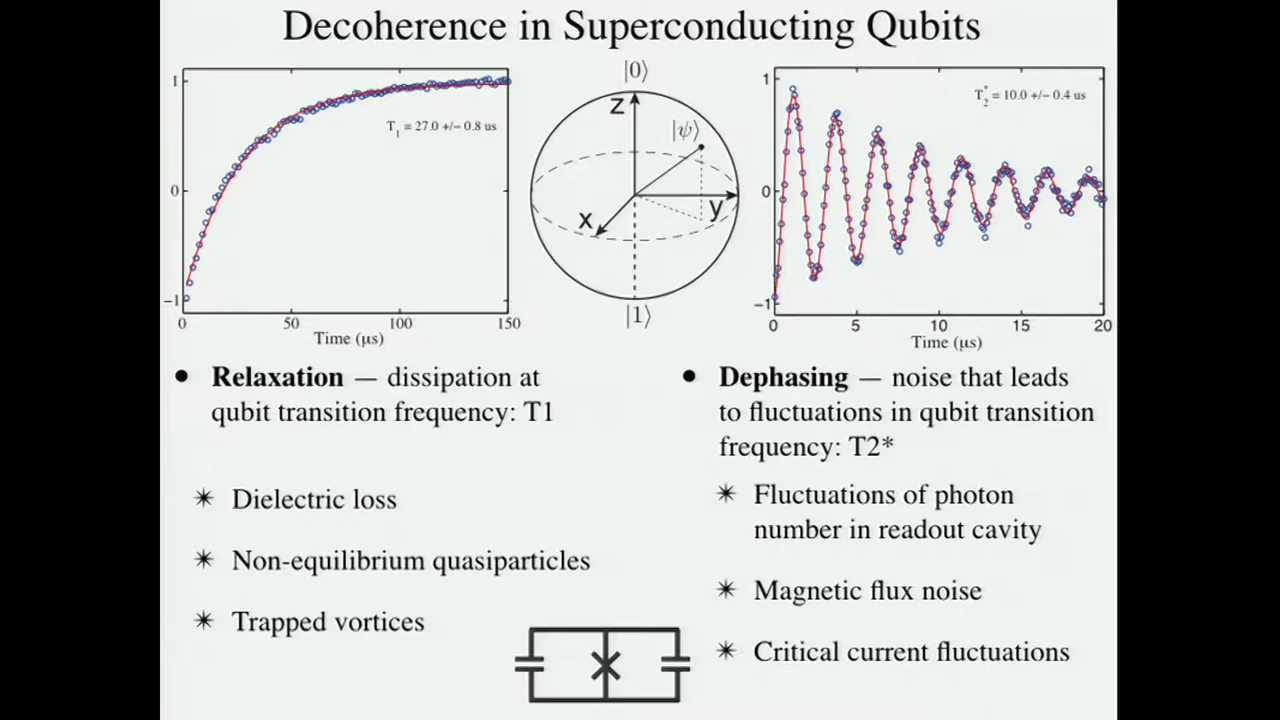 Decoherence in Superconducting Qubits
1
0
−1
0
50
100
150
Time (μs)
T1 = 27.0 +/− 0.8 us
|0⟩
z
|ψ⟩
x
y
|1⟩
1
0
−1
0
5
10
15
20
Time (μs)
T2* = 10.0 +/− 0.4 us
• Relaxation — dissipation at
qubit transition frequency: T1
✴ Dielectric loss
✴ Non-equilibrium quasiparticles
✴ Trapped vortices
• Dephasing — noise that leads
to fluctuations in qubit transition
frequency: T2*
✴ Fluctuations of photon
number in readout cavity
✴ Magnetic flux noise
✴ Critical current fluctuations